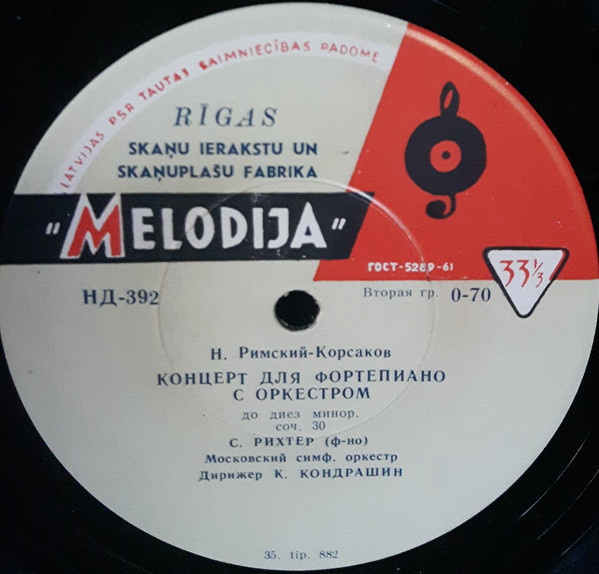 LATVIJAS PSR TAUTAS SAIMNIECĪBAS PADOME
RĪGAS
SKAŅU IERAKSTU UN
SKAŅUPLAŠU FABRIKA
"MELODIJA"
ГОСТ-5289-61
33⅓
НД-392
Вторая гр. 0-70
Н. Римский-Корсаков
КОНЦЕРТ ДЛЯ ФОРТЕПИАНО
С ОРКЕСТРОМ
до диез минор,
соч. 30
С. РИХТЕР (ф-но)
Московский симф. оркестр
Дирижер К. КОНДРАШИН
35. tip. 882